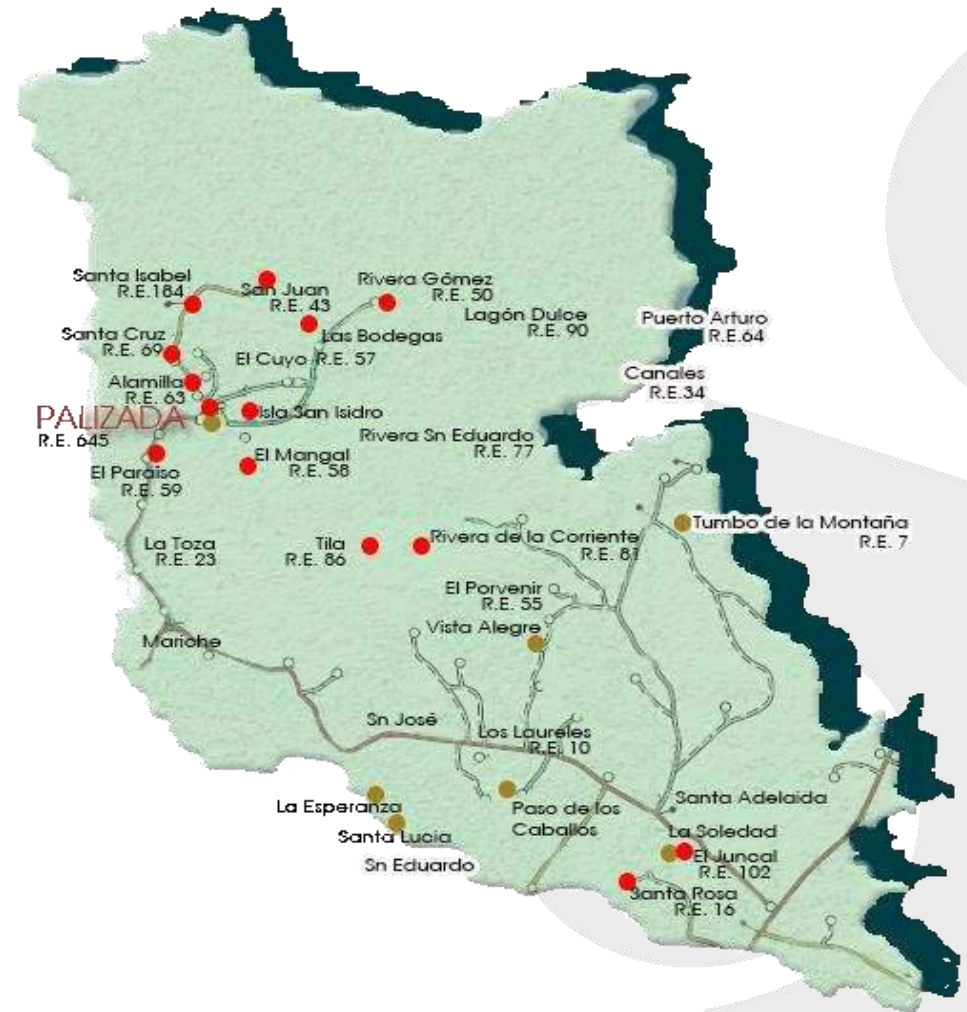 Santa Isabel
R.E.184
San Juan
R.E. 43
Rivera Gómez
R.E. 50
Lagón Dulce
R.E. 90
Puerto Arturo
R.E.64
Santa Cruz
R.E. 69
Las Bodegas
El Cuyo R.E. 57
Canales
R.E.34
Alamilla
R.E. 63
PALIZADA
R.E. 645
Isla San Isidro
Rivera Sn Eduardo
R.E. 77
El Mangal
R.E. 58
El Paraíso
R.E. 59
Tumbo de la Montaña
R.E. 7
La Toza
R.E. 23
Tila
R.E. 86
Rivera de la Corriente
R.E. 81
El Porvenir
R.E. 55
Vista Alegre
Mariche
Sn José
Los Laureles
R.E. 10
La Esperanza
Paso de los
Caballos
Santa Adelaida
Santa Lucia
La Soledad
Sn Eduardo
El Juncal
R.E. 102
Santa Rosa
R.E. 16